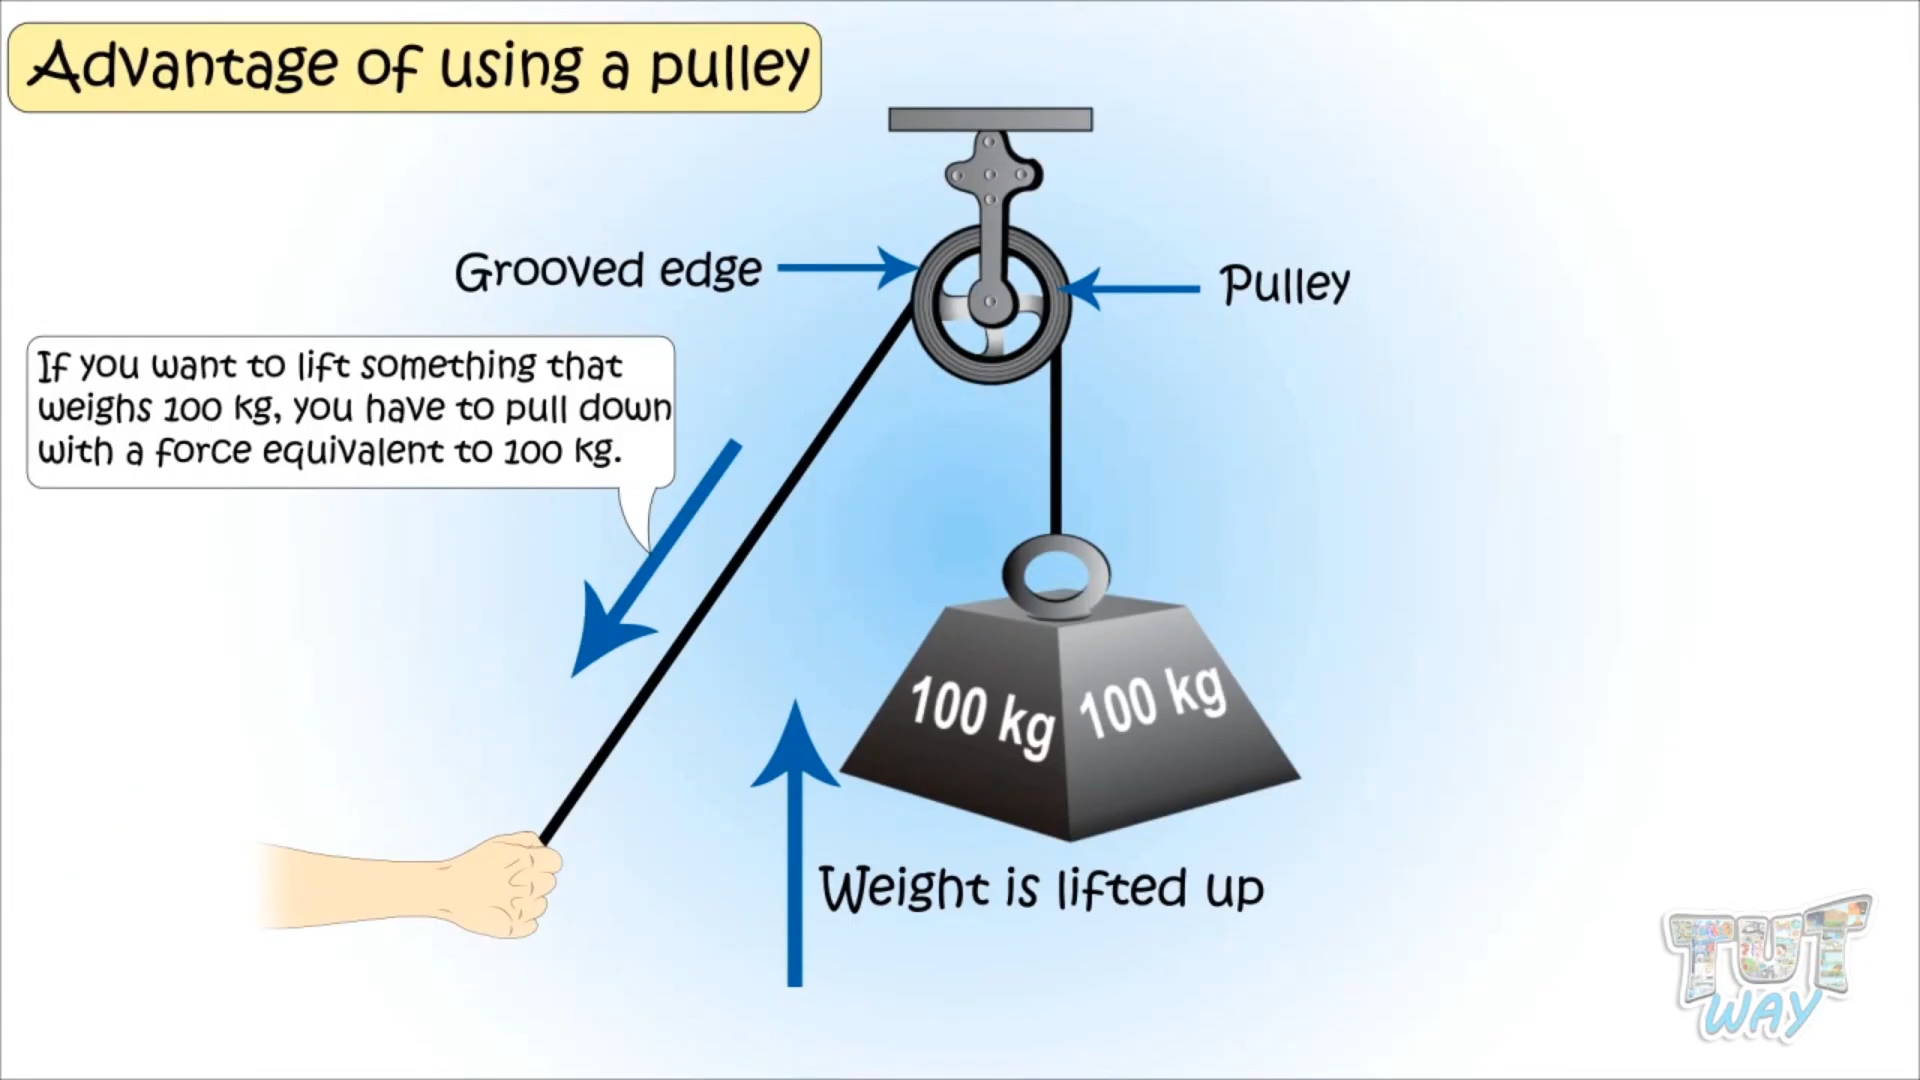 Advantage of using a pulley
Grooved edge
Pulley
If you want to lift something that
weighs 100 kg, you have to pull down
with a force equivalent to 100 kg.
100 kg
100 kg
Weight is lifted up
TUT
WAY